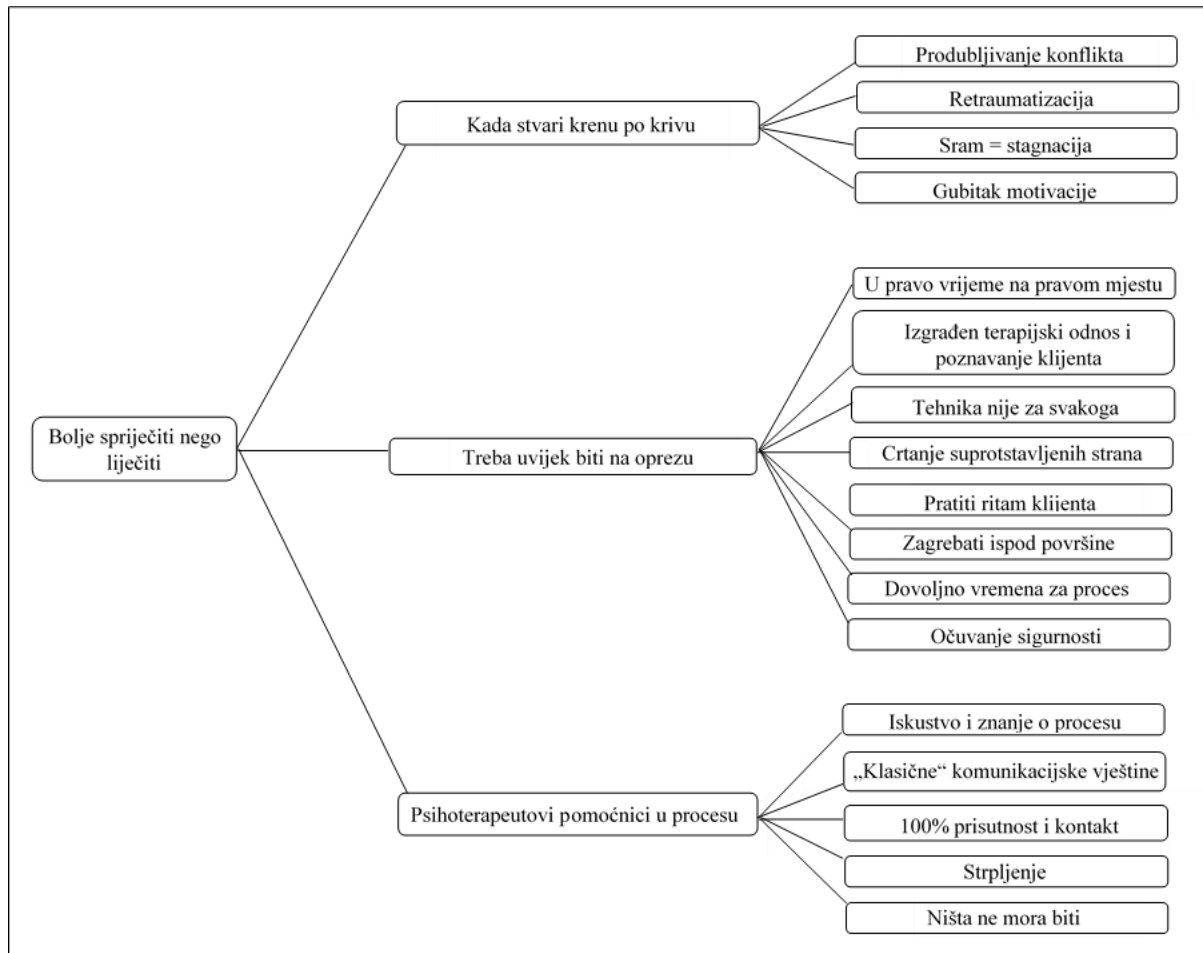 Bolje spriječiti nego
liječiti
Kada stvari krenu po krivu
Produbljivanje konflikta
Retraumatizacija
Sram = stagnacija
Gubitak motivacije
Treba uvijek biti na oprezu
U pravo vrijeme na pravom mjestu
Izgrađen terapijski odnos i
poznavanje klijenta
Tehnika nije za svakoga
Crtanje suprotstavljenih strana
Pratiti ritam klijenta
Zagrebati ispod površine
Dovoljno vremena za proces
Očuvanje sigurnosti
Psihoterapeutovi pomoćnici u procesu
Iskustvo i znanje o procesu
„Klasične“ komunikacijske vještine
100% prisutnost i kontakt
Strpljenje
Ništa ne mora biti